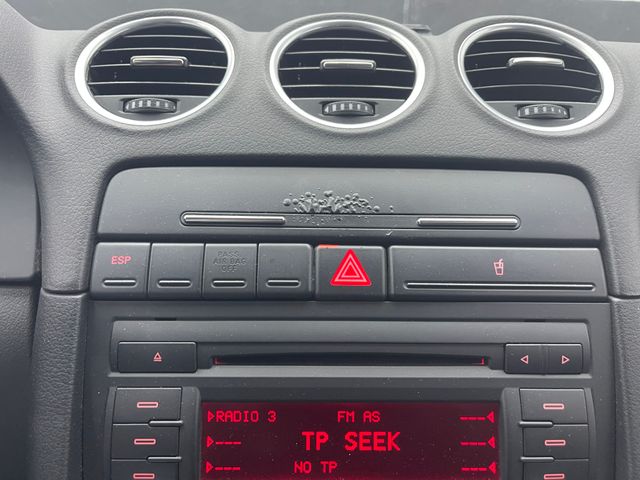 ESP
PASS
AIR BAG
OFF
RADIO 3 FM AS ---
--- TP SEEK ---
--- NO TP ---